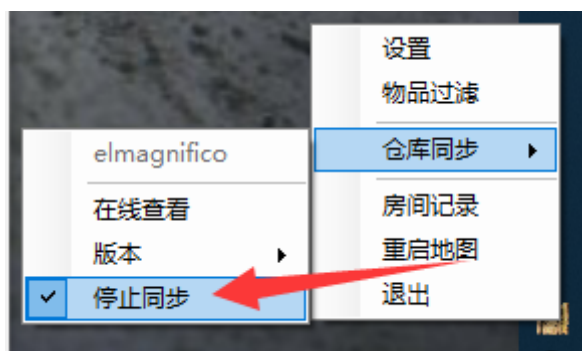 设置
物品过滤
仓库同步
房间记录
重启地图
退出
elmagnifico
在线查看
版本
停止同步